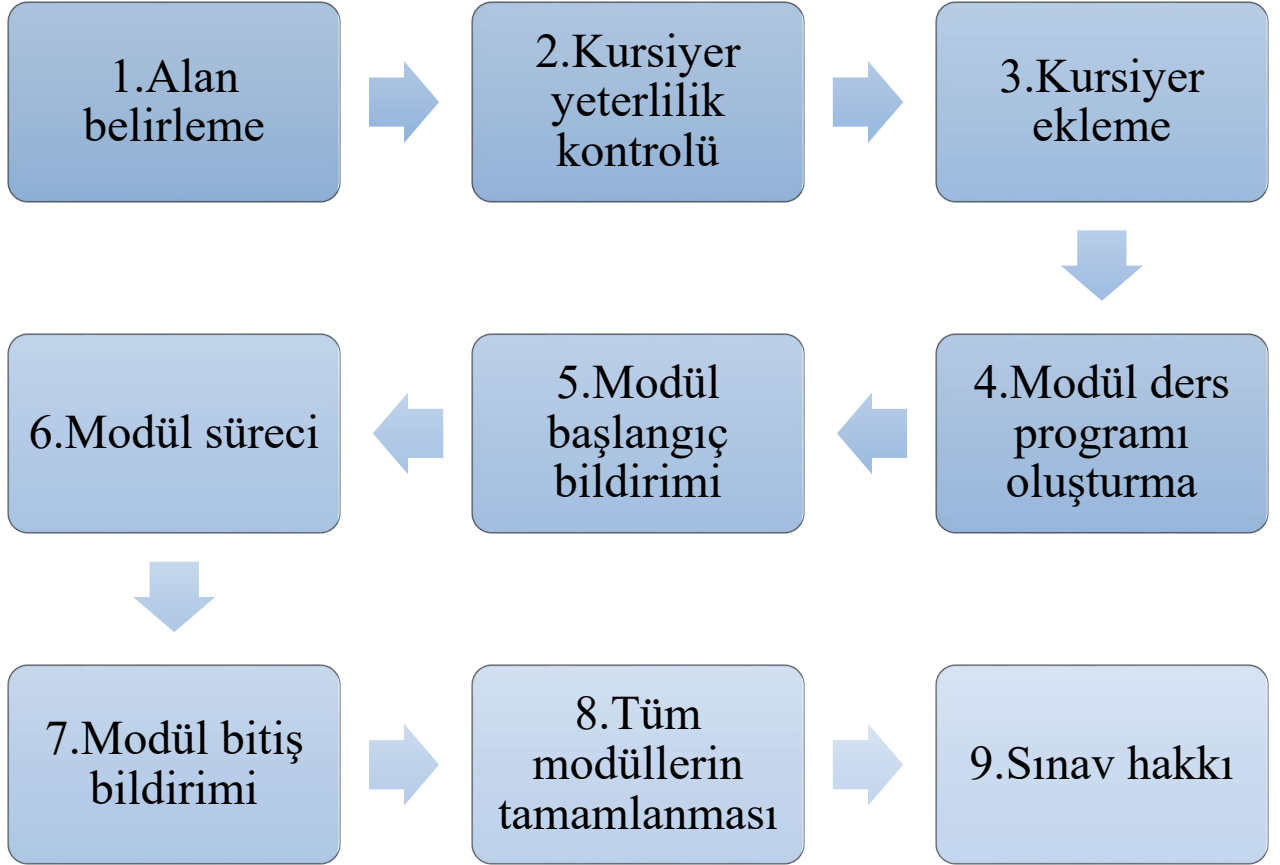 1.Alan
belirleme
2.Kursiyer
yeterlilik
kontrolü
3.Kursiyer
ekleme
4.Modül ders
programı
oluşturma
5.Modül
başlangıç
bildirimi
6.Modül süreci
7.Modül bitiş
bildirimi
8.Tüm
modüllerin
tamamlanması
9.Sınav hakkı